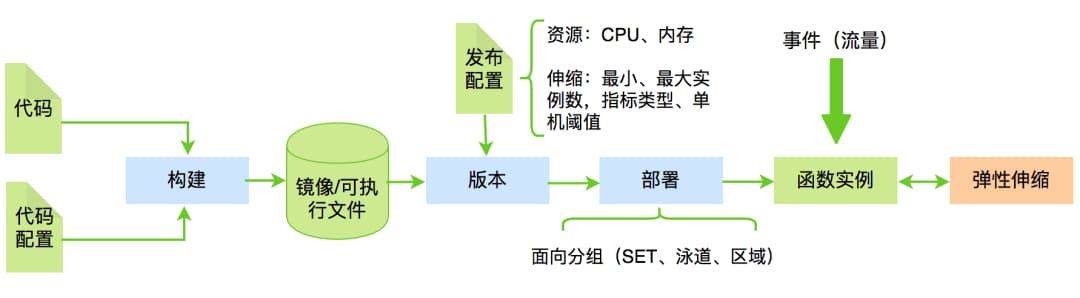 代码
代码
配置
构建
镜像/可执
行文件
发布
配置
资源：CPU、内存
伸缩：最小、最大实
例数，指标类型、单
机阈值
版本
部署
面向分组（SET、泳道、区域）
事件（流量）
函数实例
弹性伸缩